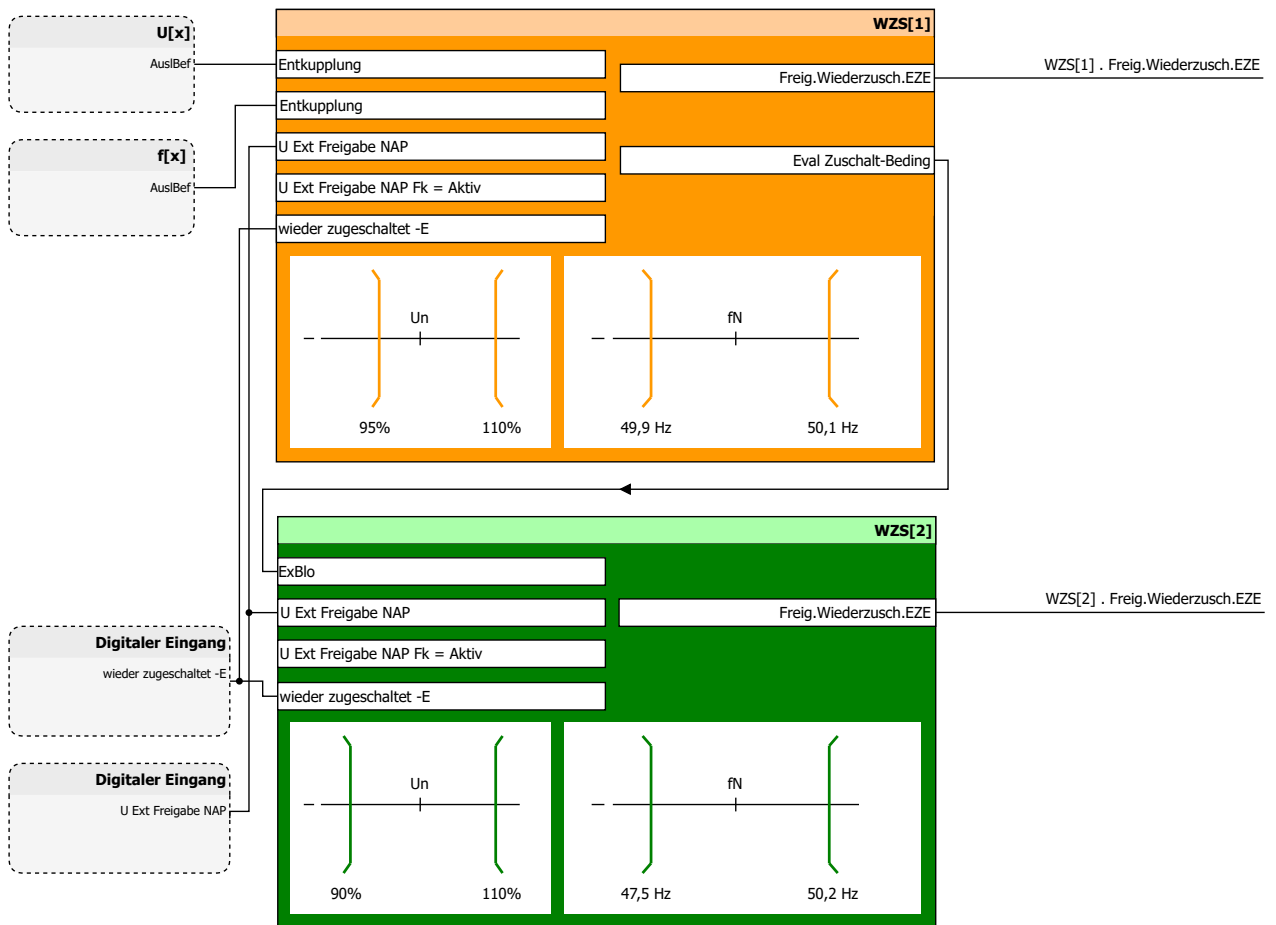 U[x]
AuslBef
f[x]
AuslBef
WZS[1]
Entkupplung
Entkupplung
U Ext Freigabe NAP
U Ext Freigabe NAP Fk = Aktiv
wieder zugeschaltet -E
Freig.Wiederzusch.EZE
Eval Zuschalt-Beding
WZS[1] . Freig.Wiederzusch.EZE
Un
95%
110%
fN
49,9 Hz
50,1 Hz
WZS[2]
ExBlo
U Ext Freigabe NAP
U Ext Freigabe NAP Fk = Aktiv
wieder zugeschaltet -E
Freig.Wiederzusch.EZE
WZS[2] . Freig.Wiederzusch.EZE
Digitaler Eingang
wieder zugeschaltet -E
Digitaler Eingang
U Ext Freigabe NAP
Un
90%
110%
fN
47,5 Hz
50,2 Hz